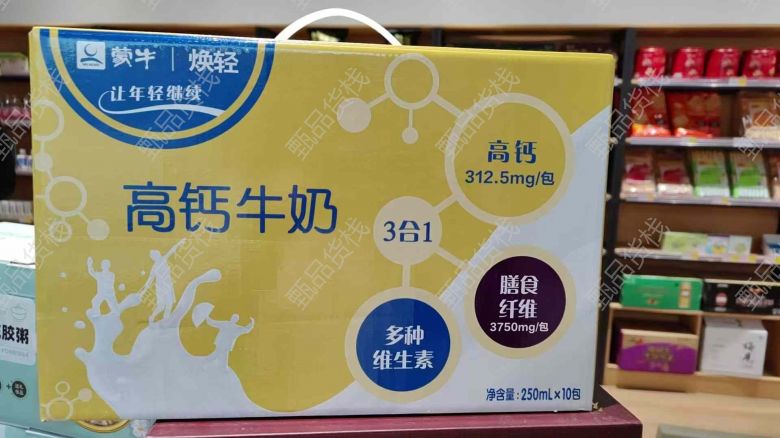 蒙牛 焕轻
让年轻继续
高钙牛奶
3合1
高钙
312.5mg/包
膳食
纤维
3750mg/包
多种
维生素
净含量:250mL×10包
胶粥
甄品货栈